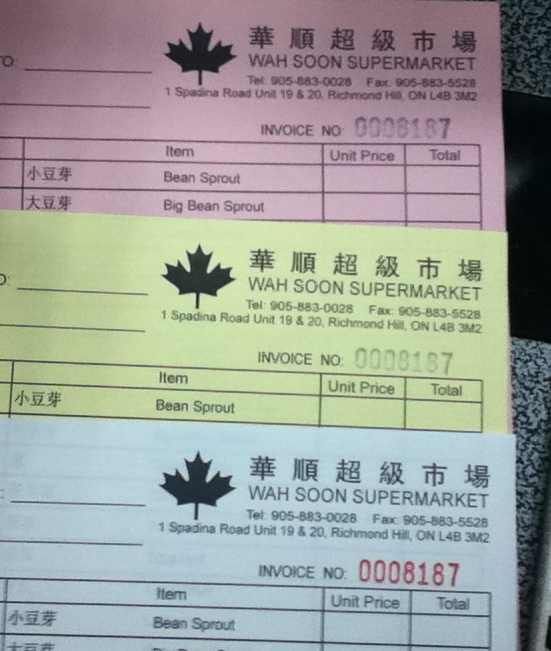 華順超級市場
WAH SOON SUPERMARKET
TO:
Tel: 905-883-0028 Fax: 905-883-5528
1 Spadina Road Unit 19 & 20, Richmond Hill, ON L4B 3M2
INVOICE NO: 0008187
Item Unit Price Total
小豆芽 Bean Sprout
大豆芽 Big Bean Sprout
華順超級市場
WAH SOON SUPERMARKET
Tel: 905-883-0028 Fax: 905-883-5528
1 Spadina Road Unit 19 & 20, Richmond Hill, ON L4B 3M2
INVOICE NO: 0008187
Item Unit Price Total
小豆芽 Bean Sprout
華順超級市場
WAH SOON SUPERMARKET
Tel: 905-883-0028 Fax: 905-883-5528
1 Spadina Road Unit 19 & 20, Richmond Hill, ON L4B 3M2
INVOICE NO: 0008187
Item Unit Price Total
小豆芽 Bean Sprout